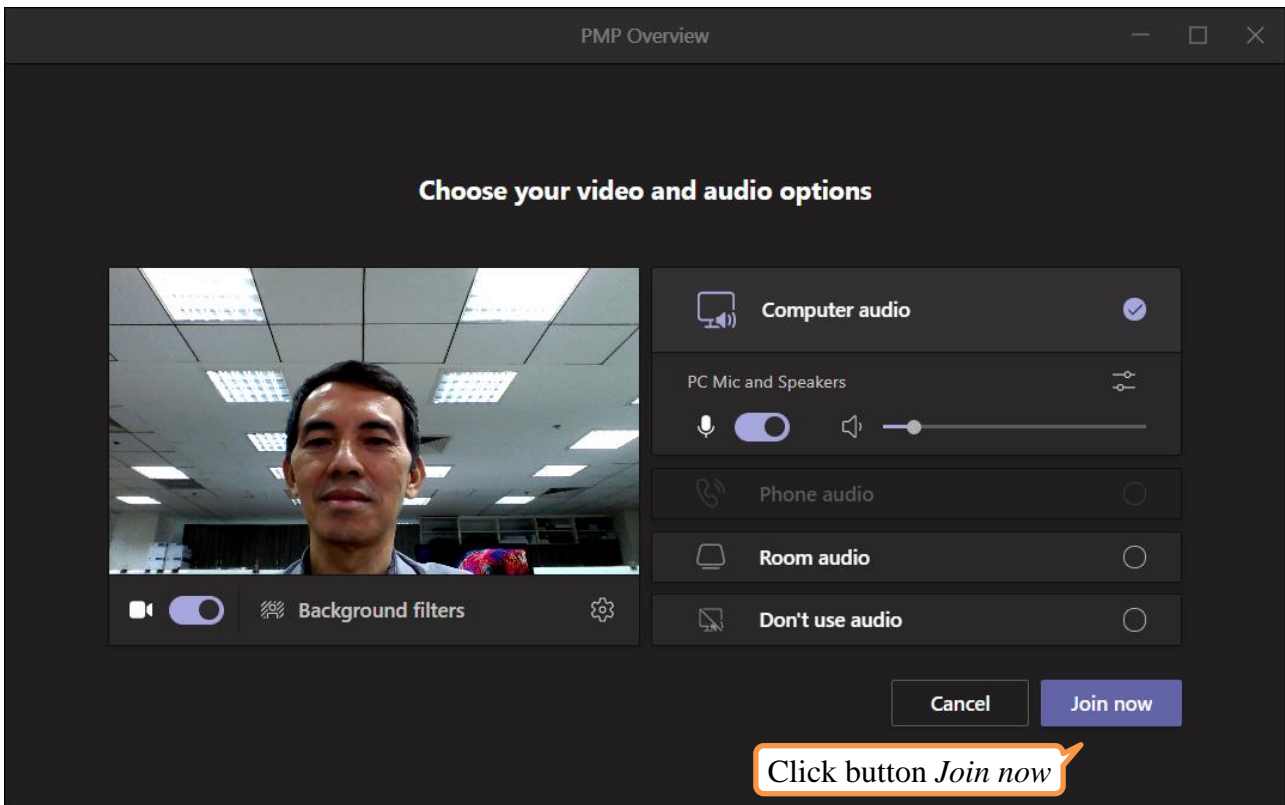 PMP Overview
Choose your video and audio options
Computer audio
PC Mic and Speakers
Phone audio
Room audio
Background filters
Don't use audio
Cancel
Join now
Click button Join now